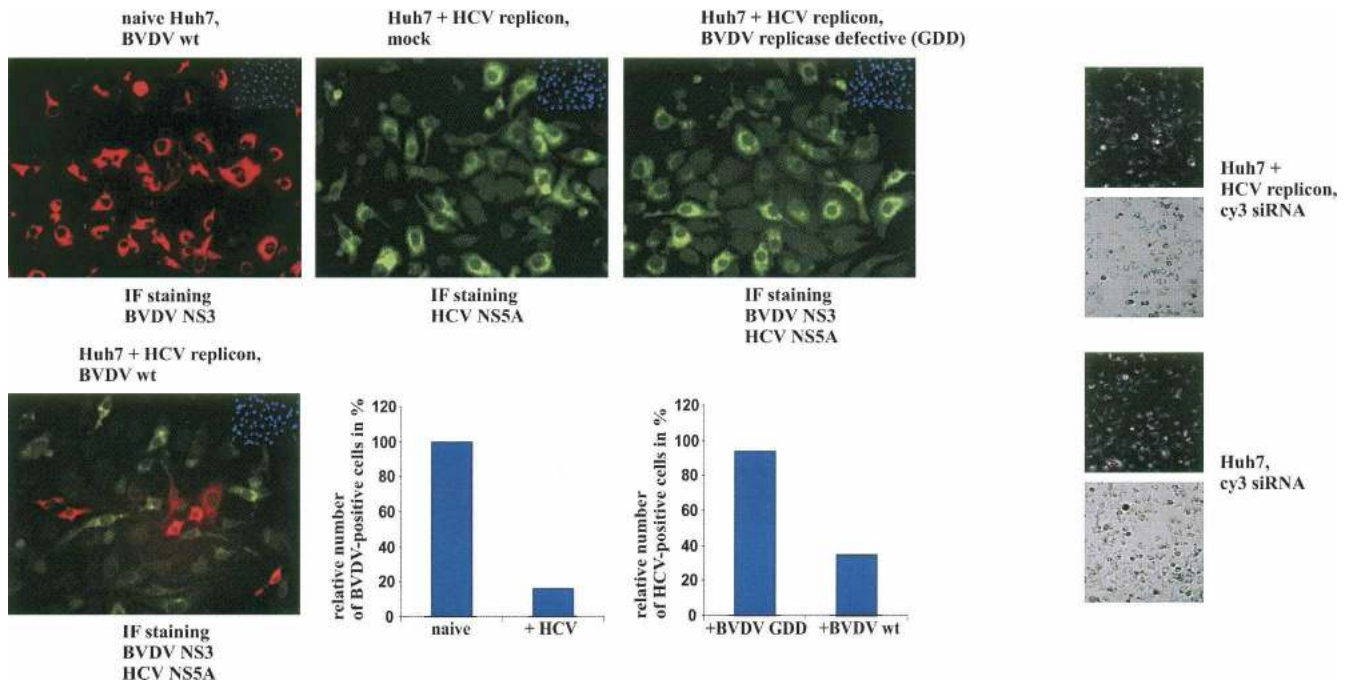 naive Huh7,
BVDV wt
Huh7 + HCV replicon,
mock
Huh7 + HCV replicon,
BVDV replicase defective (GDD)
IF staining
BVDV NS3
IF staining
HCV NS5A
IF staining
BVDV NS3
HCV NS5A
Huh7 +
HCV replicon,
cy3 siRNA
Huh7 + HCV replicon,
BVDV wt
IF staining
BVDV NS3
HCV NS5A
relative number
of BVDV-positive cells in %
120
100
80
60
40
20
0
naive
+ HCV
relative number
of HCV-positive cells in %
120
100
80
60
40
20
0
+BVDV GDD
+BVDV wt
Huh7,
cy3 siRNA